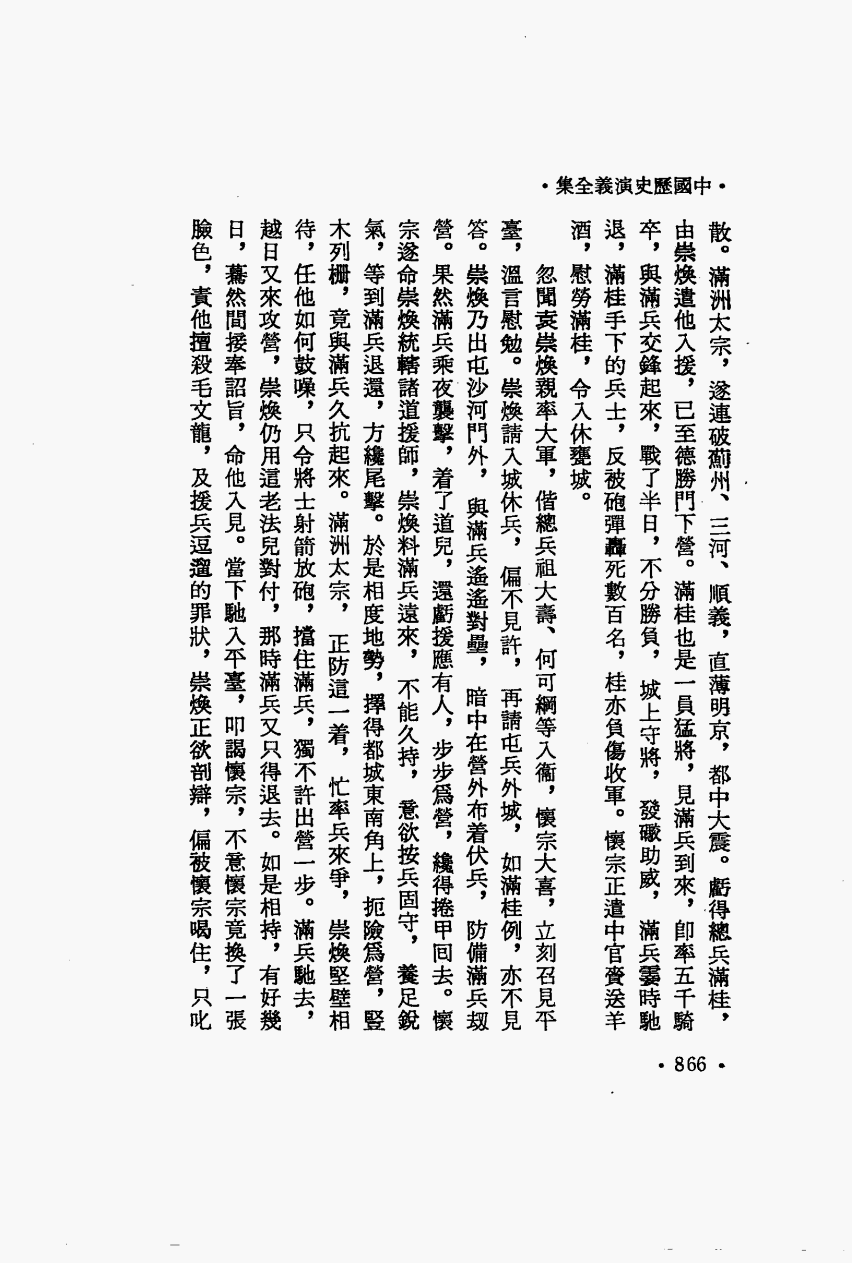 •中國歷史演義全集•
散。滿洲太宗，遂連破薊州、三河、順義，直薄明京，都中大震。虧得總兵滿桂，
由崇煥遣他入援，已至德勝門下營。滿桂也是一員猛將，見滿兵到來，卽率五千騎
卒，與滿兵交鋒起來，戰了半日，不分勝負，城上守將，發礮助威，滿兵霎時馳
退，滿桂手下的兵士，反被砲彈轟死數百名，桂亦負傷收軍。懷宗正遣中官賫送羊
酒，慰勞滿桂，令入休甕城。
忽聞袁崇煥親率大軍，偕總兵祖大壽、何可綱等入衞，懷宗大喜，立刻召見平
臺，溫言慰勉。崇煥請入城休兵，偏不見許，再請屯兵外城，如滿桂例，亦不見
答。崇煥乃出屯沙河門外，與滿兵遙遙對壘，暗中在營外布着伏兵，防備滿兵刼
營。果然滿兵乘夜襲擊，着了道兒，還虧援應有人，步步爲營，纔得捲甲回去。懷
宗遂命崇煥統轄諸道援師，崇煥料滿兵遠來，不能久持，意欲按兵固守，養足銳
氣，等到滿兵退還，方纔尾擊。於是相度地勢，擇得都城東南角上，扼險爲營，竪
木列柵，竟與滿兵久抗起來。滿洲太宗，正防這一着，忙率兵來爭，崇煥堅壁相
待，任他如何鼓噪，只令將士射箭放砲，擋住滿兵，獨不許出營一步。滿兵馳去，
越日又來攻營，崇煥仍用這老法兒對付，那時滿兵又只得退去。如是相持，有好幾
日，驀然間接奉詔旨，命他入見。當下馳入平臺，叩謁懷宗，不意懷宗竟換了一張
臉色，責他擅殺毛文龍，及援兵逗遛的罪狀，崇煥正欲剖辯，偏被懷宗喝住，只叱
•866•